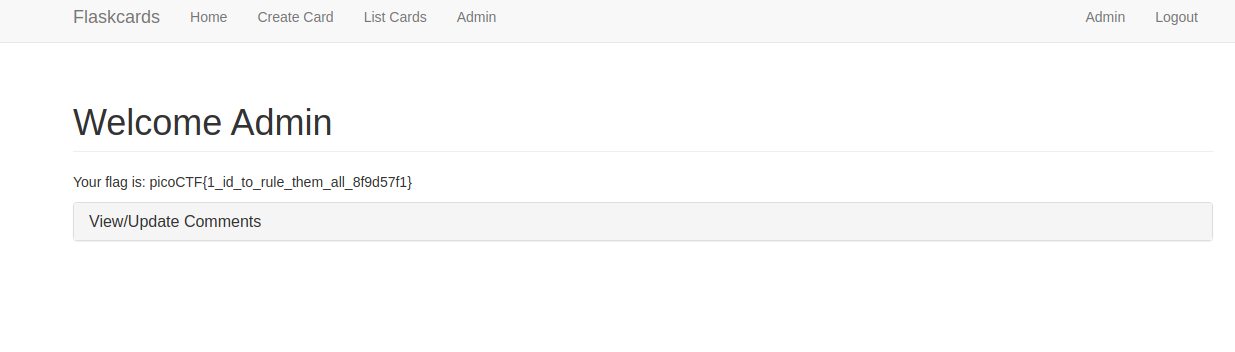 Flaskcards Home Create Card List Cards Admin Admin Logout
Welcome Admin
Your flag is: picoCTF{1_id_to_rule_them_all_8f9d57f1}
View/Update Comments